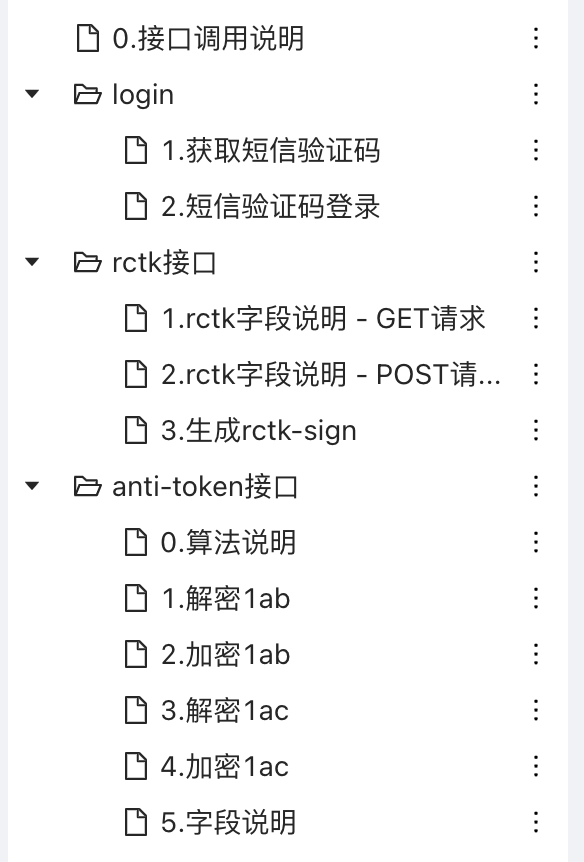 0.接口调用说明
login
1.获取短信验证码
2.短信验证码登录
rctk接口
1.rctk字段说明 - GET请求
2.rctk字段说明 - POST请...
3.生成rctk-sign
anti-token接口
0.算法说明
1.解密1ab
2.加密1ab
3.解密1ac
4.加密1ac
5.字段说明